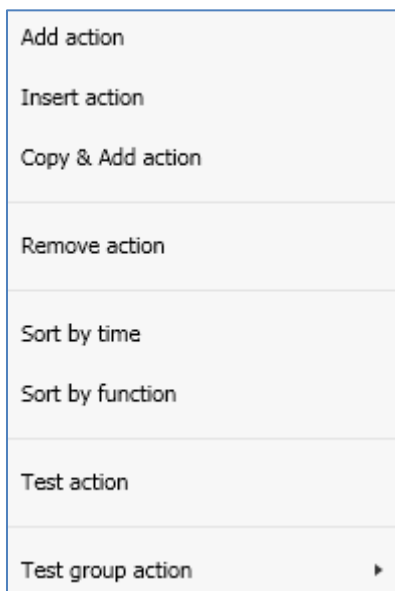 Add action
Insert action
Copy & Add action
Remove action
Sort by time
Sort by function
Test action
Test group action